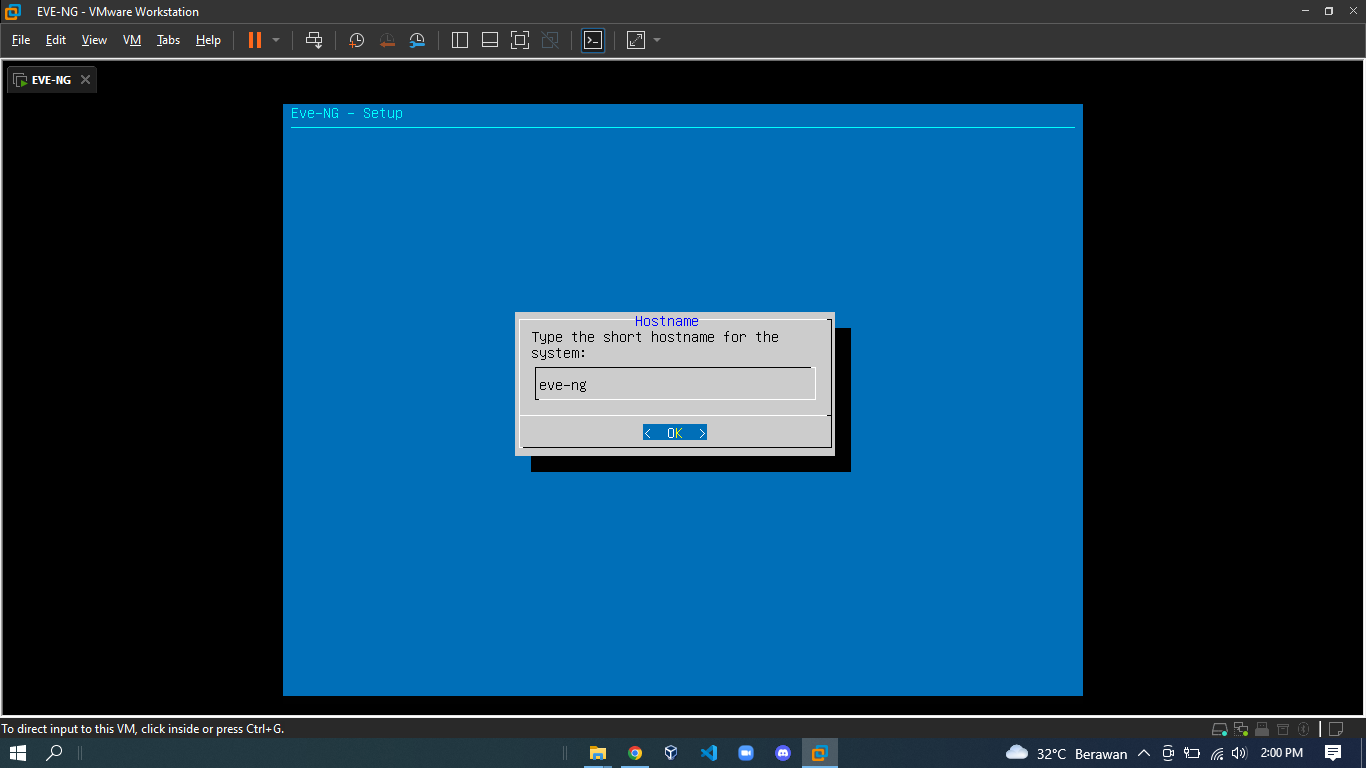 EVE-NG - VMware Workstation
File Edit View VM Tabs Help
EVE-NG
Eve-NG - Setup
Hostname
Type the short hostname for the
system:
eve-ng
< OK >
To direct input to this VM, click inside or press Ctrl+G.
32°C Berawan 2:00 PM